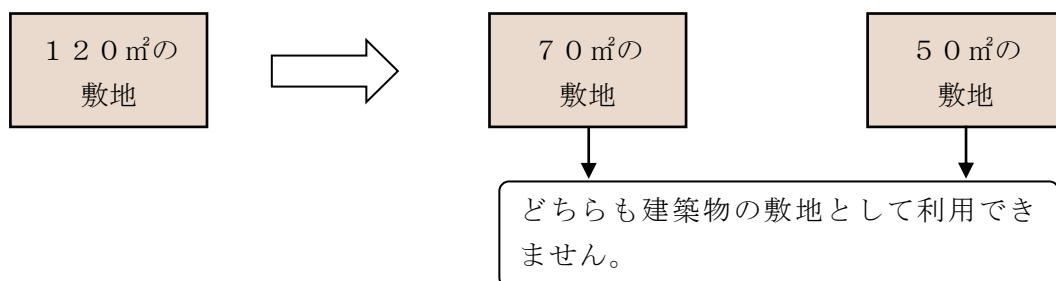 １２０㎡の
敷地
７０㎡の
敷地
５０㎡の
敷地
どちらも建築物の敷地として利用でき
ません。